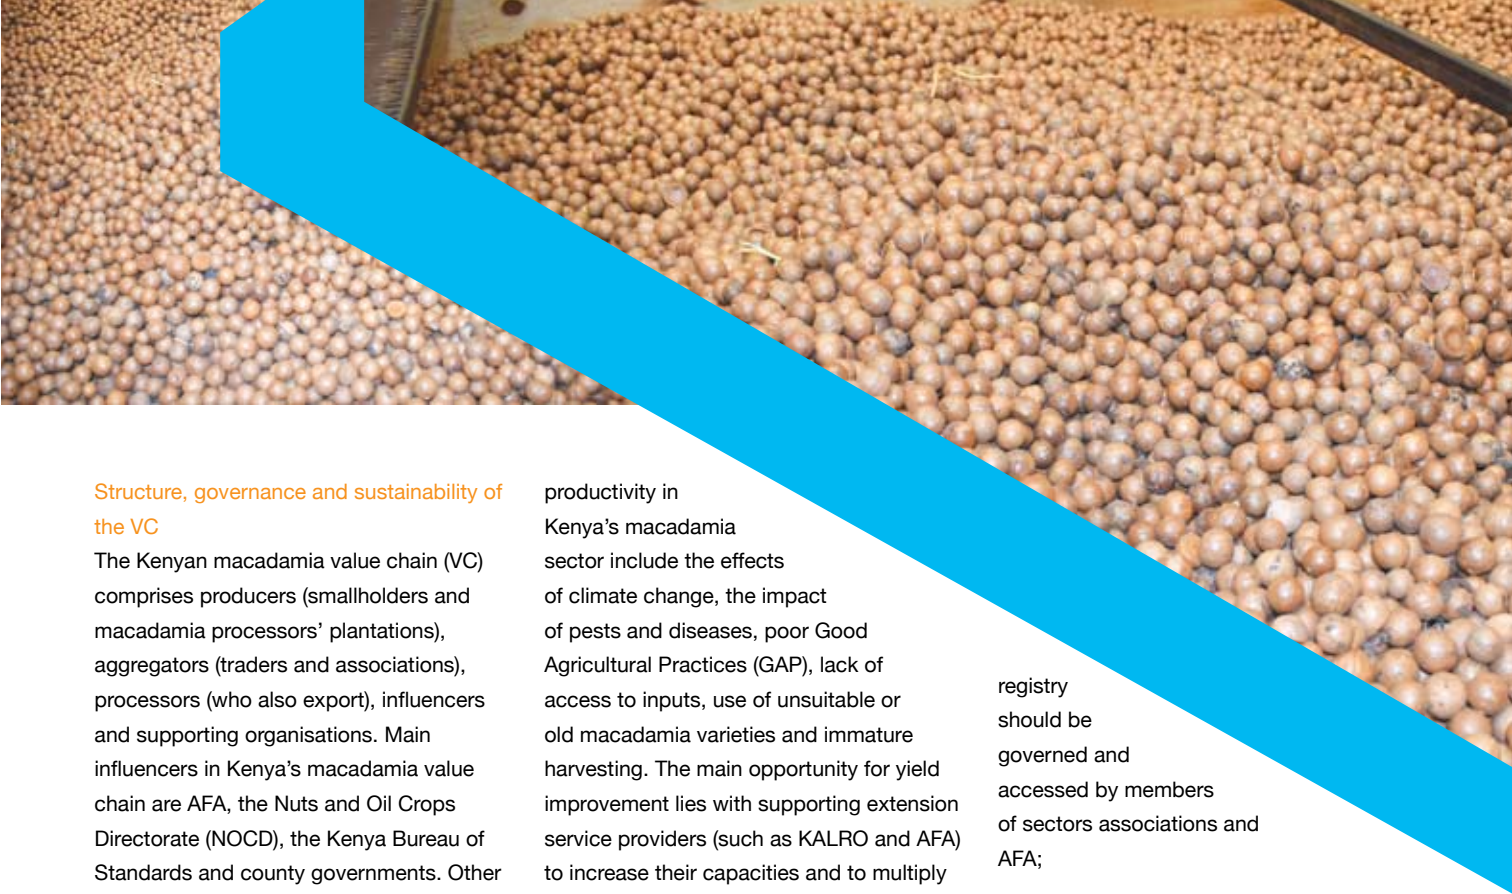 Structure, governance and sustainability of
the VC
The Kenyan macadamia value chain (VC)
comprises producers (smallholders and
macadamia processors’ plantations),
aggregators (traders and associations),
processors (who also export), influencers
and supporting organisations. Main
influencers in Kenya’s macadamia value
chain are AFA, the Nuts and Oil Crops
Directorate (NOCD), the Kenya Bureau of
Standards and county governments. Other
productivity in
Kenya’s macadamia
sector include the effects
of climate change, the impact
of pests and diseases, poor Good
Agricultural Practices (GAP), lack of
access to inputs, use of unsuitable or
old macadamia varieties and immature
harvesting. The main opportunity for yield
improvement lies with supporting extension
service providers (such as KALRO and AFA)
to increase their capacities and to multiply
registry
should be
governed and
accessed by members
of sectors associations and
AFA;